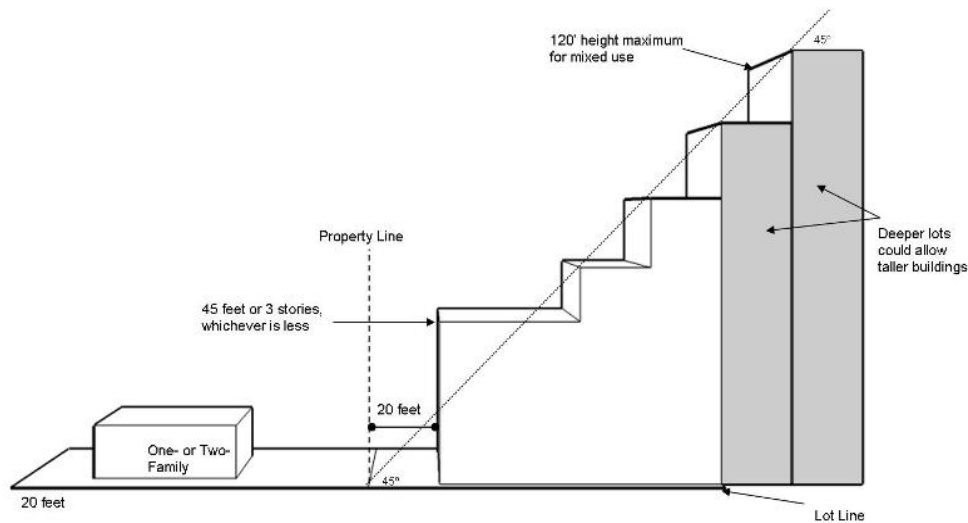 120' height maximum
for mixed use
45°
Property Line
Deeper lots
could allow
taller buildings
45 feet or 3 stories,
whichever is less
20 feet
One- or Two-
Family
45°
20 feet
Lot Line